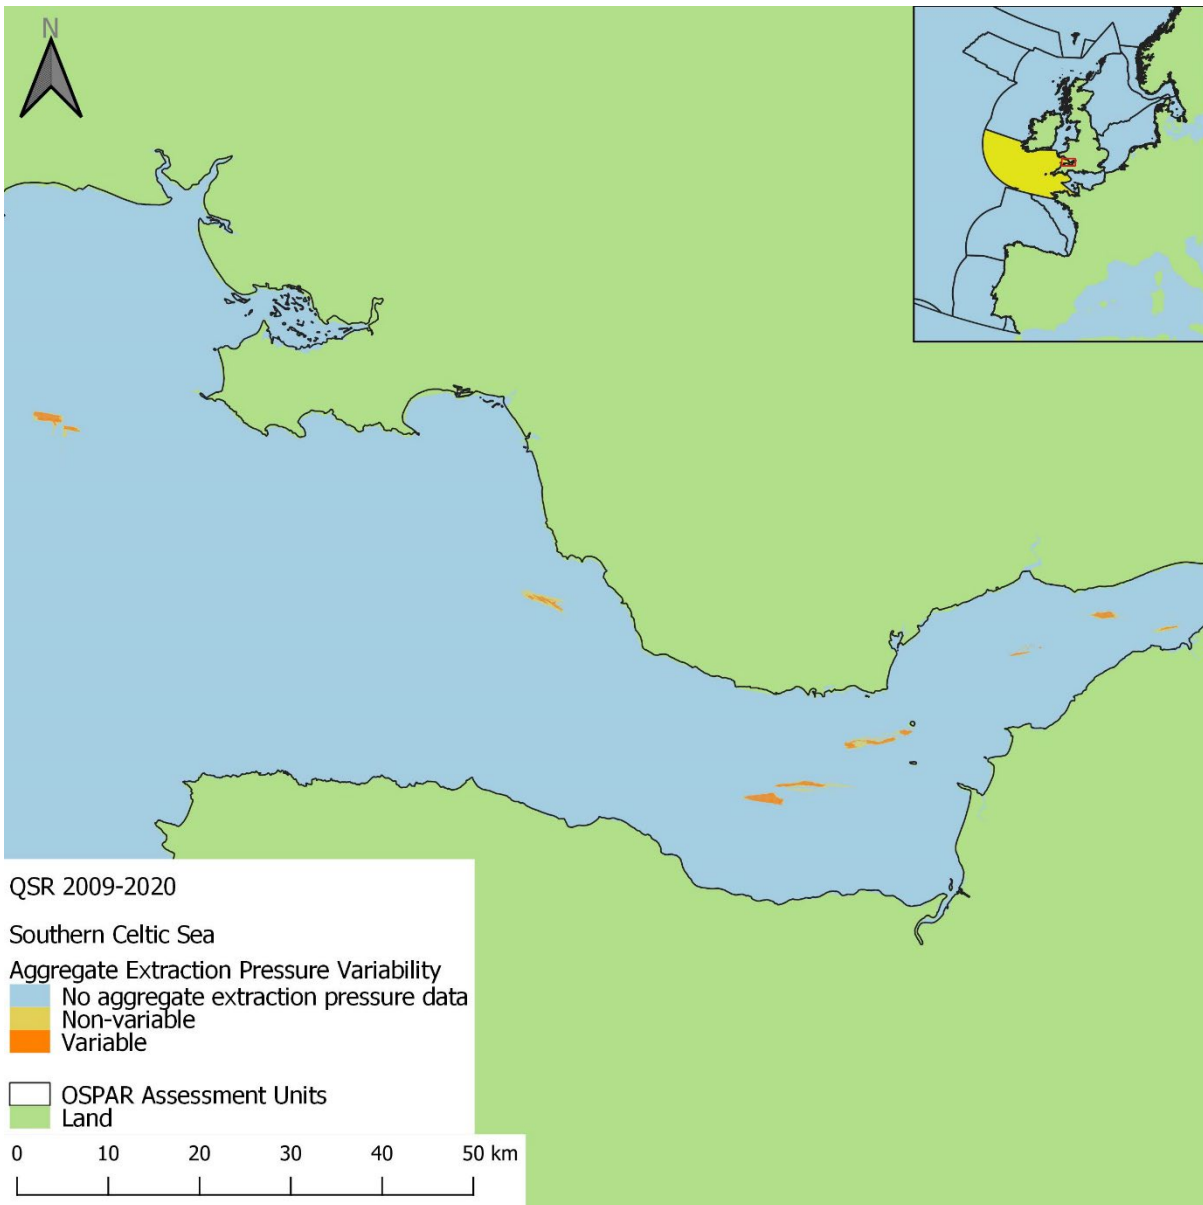 N
QSR 2009-2020
Southern Celtic Sea
Aggregate Extraction Pressure Variability
No aggregate extraction pressure data
Non-variable
Variable
OSPAR Assessment Units
Land
0 10 20 30 40 50 km